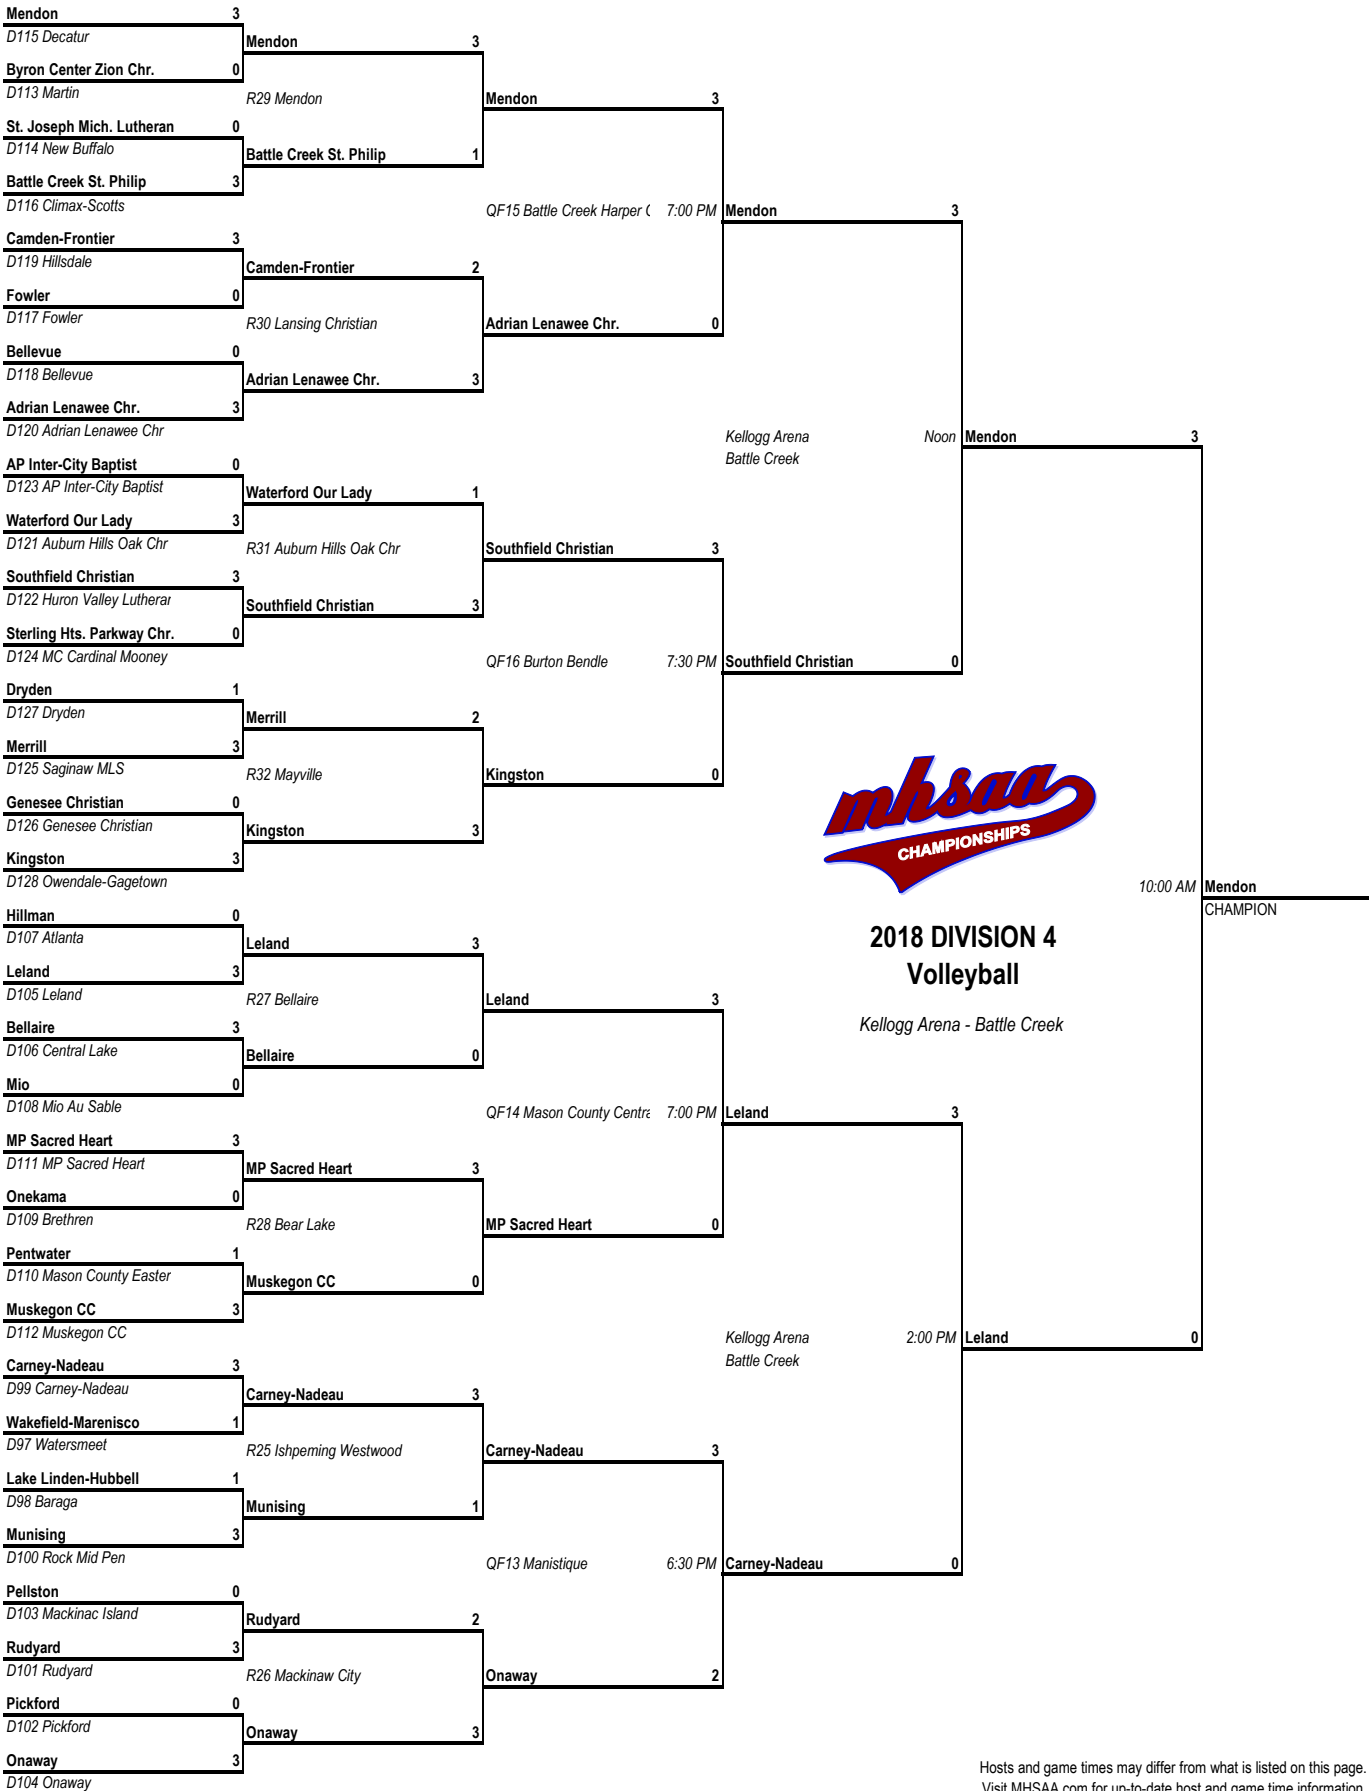 Mendon 3
D115 Decatur
Byron Center Zion Chr. 0
D113 Martin
St. Joseph Mich. Lutheran 0
D114 New Buffalo
Battle Creek St. Philip 3
D116 Climax-Scotts
Camden-Frontier 3
D119 Hillsdale
Fowler 0
D117 Fowler
Bellevue 0
D118 Bellevue
Adrian Lenawee Chr. 3
D120 Adrian Lenawee Chr
AP Inter-City Baptist 0
D123 AP Inter-City Baptist
Waterford Our Lady 3
D121 Auburn Hills Oak Chr
Southfield Christian 3
D122 Huron Valley Lutheran
Sterling Hts. Parkway Chr. 0
D124 MC Cardinal Mooney
Dryden 1
D127 Dryden
Merrill 3
D125 Saginaw MLS
Genesee Christian 0
D126 Genesee Christian
Kingston 3
D128 Owendale-Gagetown
Hillman 0
D107 Atlanta
Leland 3
D105 Leland
Bellaire 3
D106 Central Lake
Mio 0
D108 Mio Au Sable
MP Sacred Heart 3
D111 MP Sacred Heart
Onekama 0
D109 Brethren
Pentwater 1
D110 Mason County Easter
Muskegon CC 3
D112 Muskegon CC
Carney-Nadeau 3
D99 Carney-Nadeau
Wakefield-Marenisco 1
D97 Watersmeet
Lake Linden-Hubbell 1
D98 Baraga
Munising 3
D100 Rock Mid Pen
Pellston 0
D103 Mackinac Island
Rudyard 3
D101 Rudyard
Pickford 0
D102 Pickford
Onaway 3
D104 Onaway
Mendon 3
R29 Mendon
Battle Creek St. Philip 1
Camden-Frontier 2
R30 Lansing Christian
Adrian Lenawee Chr. 3
Waterford Our Lady 1
R31 Auburn Hills Oak Chr
Southfield Christian 3
Merrill 2
R32 Mayville
Kingston 3
Leland 3
R27 Bellaire
Bellaire 0
MP Sacred Heart 3
R28 Bear Lake
Muskegon CC 0
Carney-Nadeau 3
R25 Ishpeming Westwood
Munising 1
Rudyard 2
R26 Mackinaw City
Onaway 3
Mendon 3
QF15 Battle Creek Harper C 7:00 PM
Adrian Lenawee Chr. 0
Southfield Christian 3
QF16 Burton Bendle 7:30 PM
Kingston 0
Leland 3
QF14 Mason County Centra 7:00 PM
MP Sacred Heart 0
Carney-Nadeau 3
QF13 Manistique 6:30 PM
Onaway 2
Mendon 3
Kellogg Arena Noon
Battle Creek
Southfield Christian 0
Leland 3
Kellogg Arena 2:00 PM
Battle Creek
Carney-Nadeau 0
Mendon 3
10:00 AM
Leland 0
Mendon
CHAMPION
mhsaa
CHAMPIONSHIPS
2018 DIVISION 4
Volleyball
Kellogg Arena - Battle Creek
Hosts and game times may differ from what is listed on this page.
Visit MHSAA.com for up-to-date host and game time information.